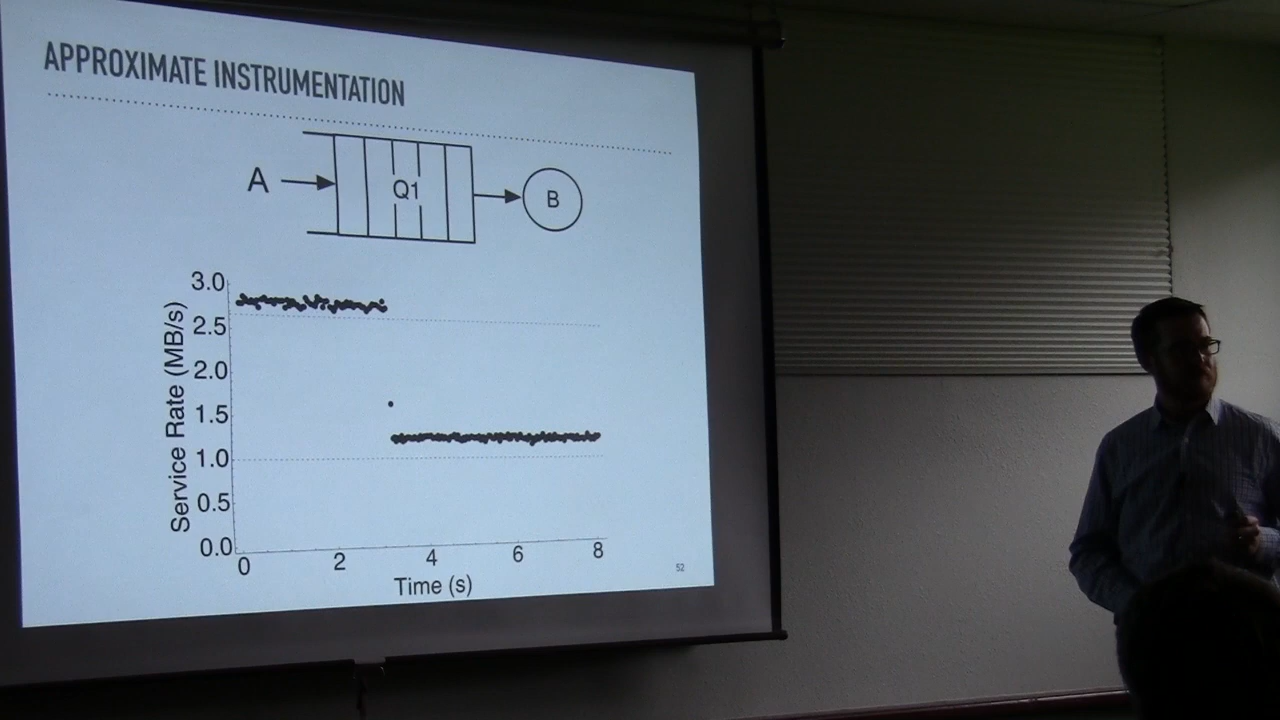 APPROXIMATE INSTRUMENTATION
A
Q1
B
3.0
2.5
2.0
1.5
1.0
0.5
0.0
Service Rate (MB/s)
0 2 4 6 8
Time (s)
52